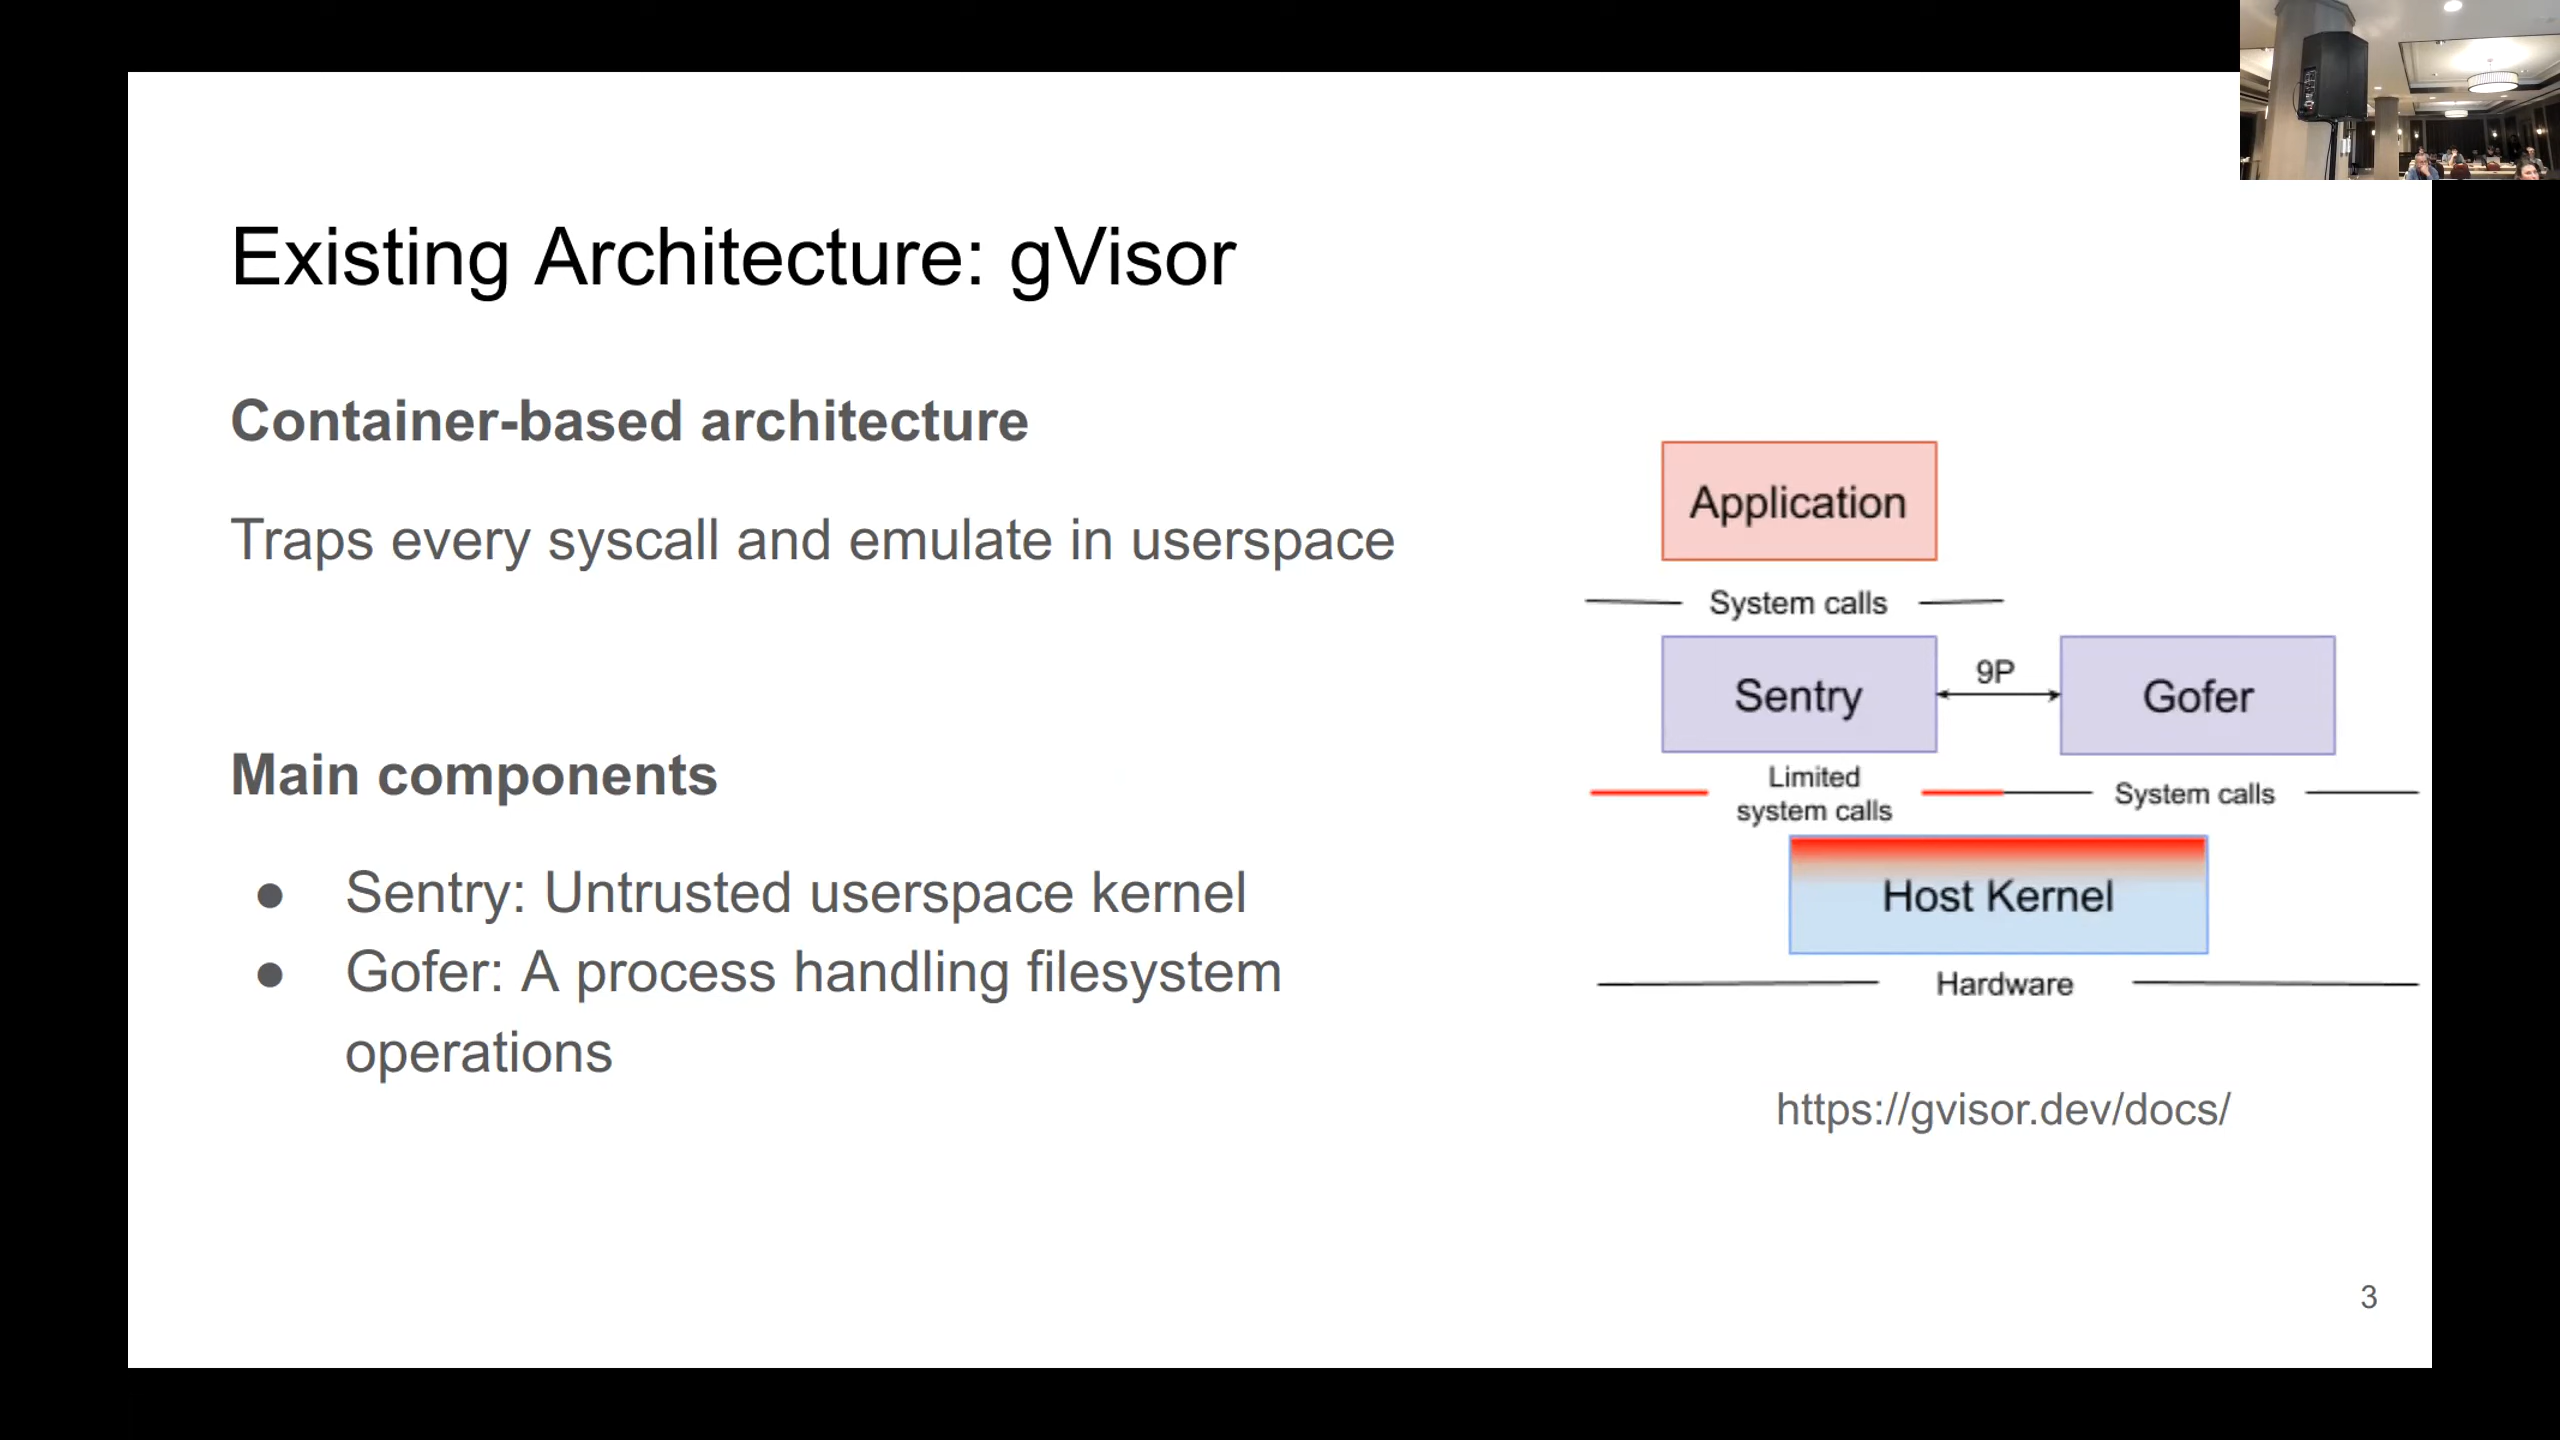 Existing Architecture: gVisor
Container-based architecture
Traps every syscall and emulate in userspace
Main components
● Sentry: Untrusted userspace kernel
● Gofer: A process handling filesystem
operations
Application
System calls
Sentry
9P
Gofer
Limited
system calls
System calls
Host Kernel
Hardware
https://gvisor.dev/docs/
3